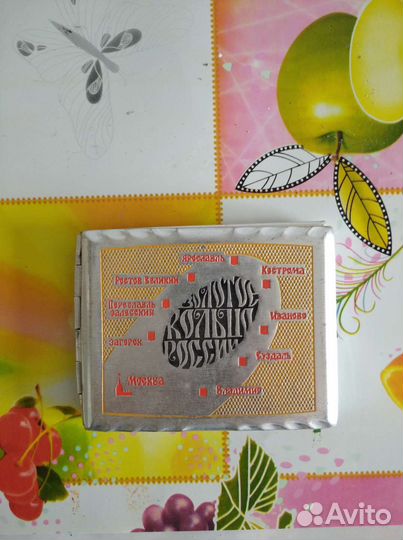 Ярославль
Ростов Великий
Кострома
Переславль
Залесский
Золотое
Кольцо
России
Иваново
Загорск
Суздаль
Москва
Владимир
Avito